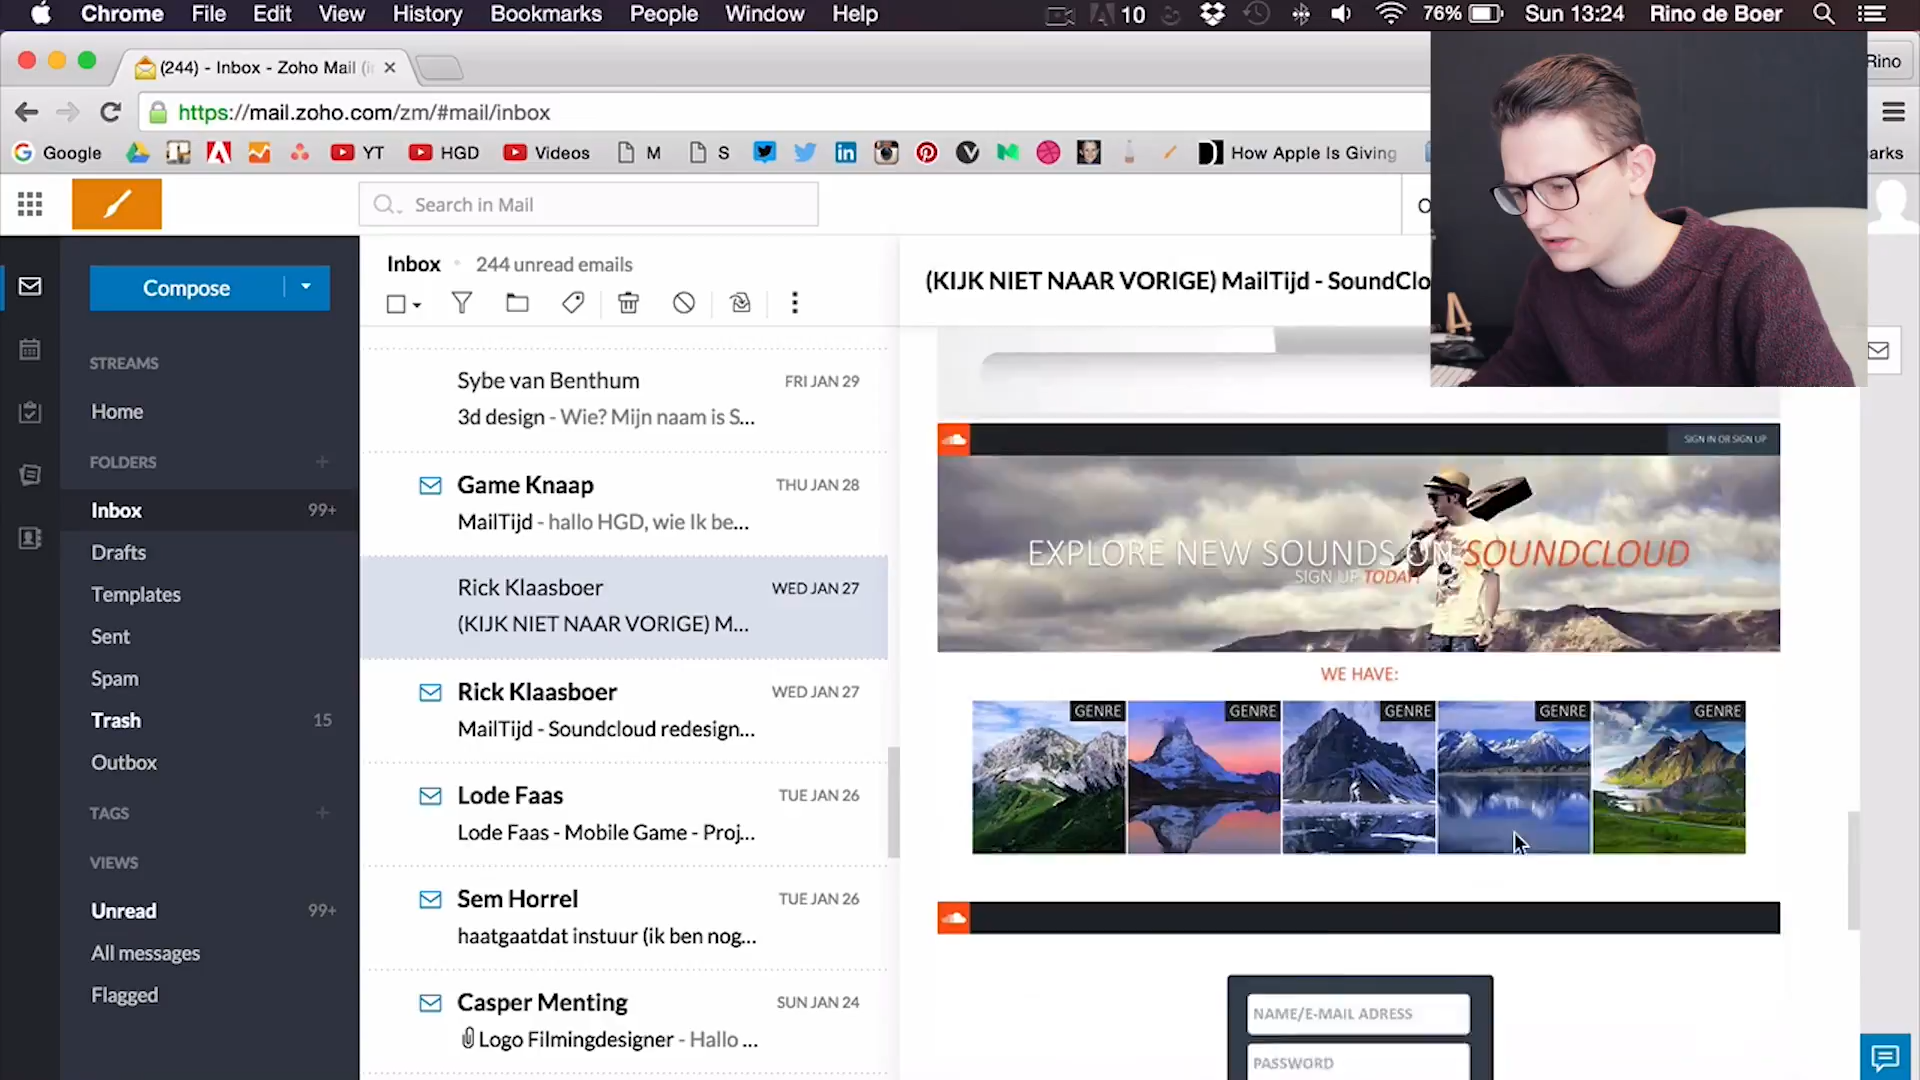 Chrome File Edit View History Bookmarks People Window Help 10 76% Sun 13:24 Rino de Boer
(244) - Inbox - Zoho Mail (i
Rino
https://mail.zoho.com/zm/#mail/inbox
Google YT HGD Videos M S How Apple Is Giving arks
Search in Mail
Compose
STREAMS
Home
FOLDERS
Inbox 99+
Drafts
Templates
Sent
Spam
Trash 15
Outbox
TAGS
VIEWS
Unread 99+
All messages
Flagged
Inbox 244 unread emails
Sybe van Benthum FRI JAN 29
3d design - Wie? Mijn naam is S...
Game Knaap THU JAN 28
MailTijd - hallo HGD, wie Ik be...
Rick Klaasboer WED JAN 27
(KIJK NIET NAAR VORIGE) M...
Rick Klaasboer WED JAN 27
MailTijd - Soundcloud redesign...
Lode Faas TUE JAN 26
Lode Faas - Mobile Game - Proj...
Sem Horrel TUE JAN 26
haatgaatdat instuur (ik ben nog...
Casper Menting SUN JAN 24
Logo Filmingdesigner - Hallo ...
(KIJK NIET NAAR VORIGE) MailTijd - SoundClo
SIGN IN OR SIGN UP
EXPLORE NEW SOUNDS ON SOUNDCLOUD
SIGN UP TODAY!
WE HAVE:
GENRE GENRE GENRE GENRE GENRE
NAME/E-MAIL ADRESS
PASSWORD